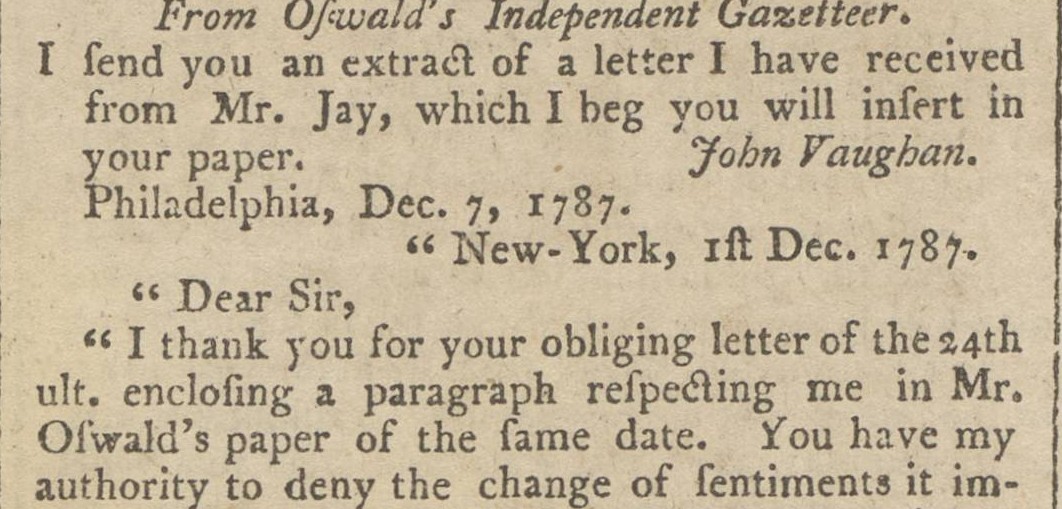 From Oſwald's Independent Gazetteer.
I ſend you an extract of a letter I have received
from Mr. Jay, which I beg you will inſert in
your paper. John Vaughan.
Philadelphia, Dec. 7, 1787.
“ New-York, 1ſt Dec. 1787.
“ Dear Sir,
“ I thank you for your obliging letter of the 24th
ult. encloſing a paragraph reſpecting me in Mr.
Oſwald's paper of the ſame date. You have my
authority to deny the change of ſentiments it im-